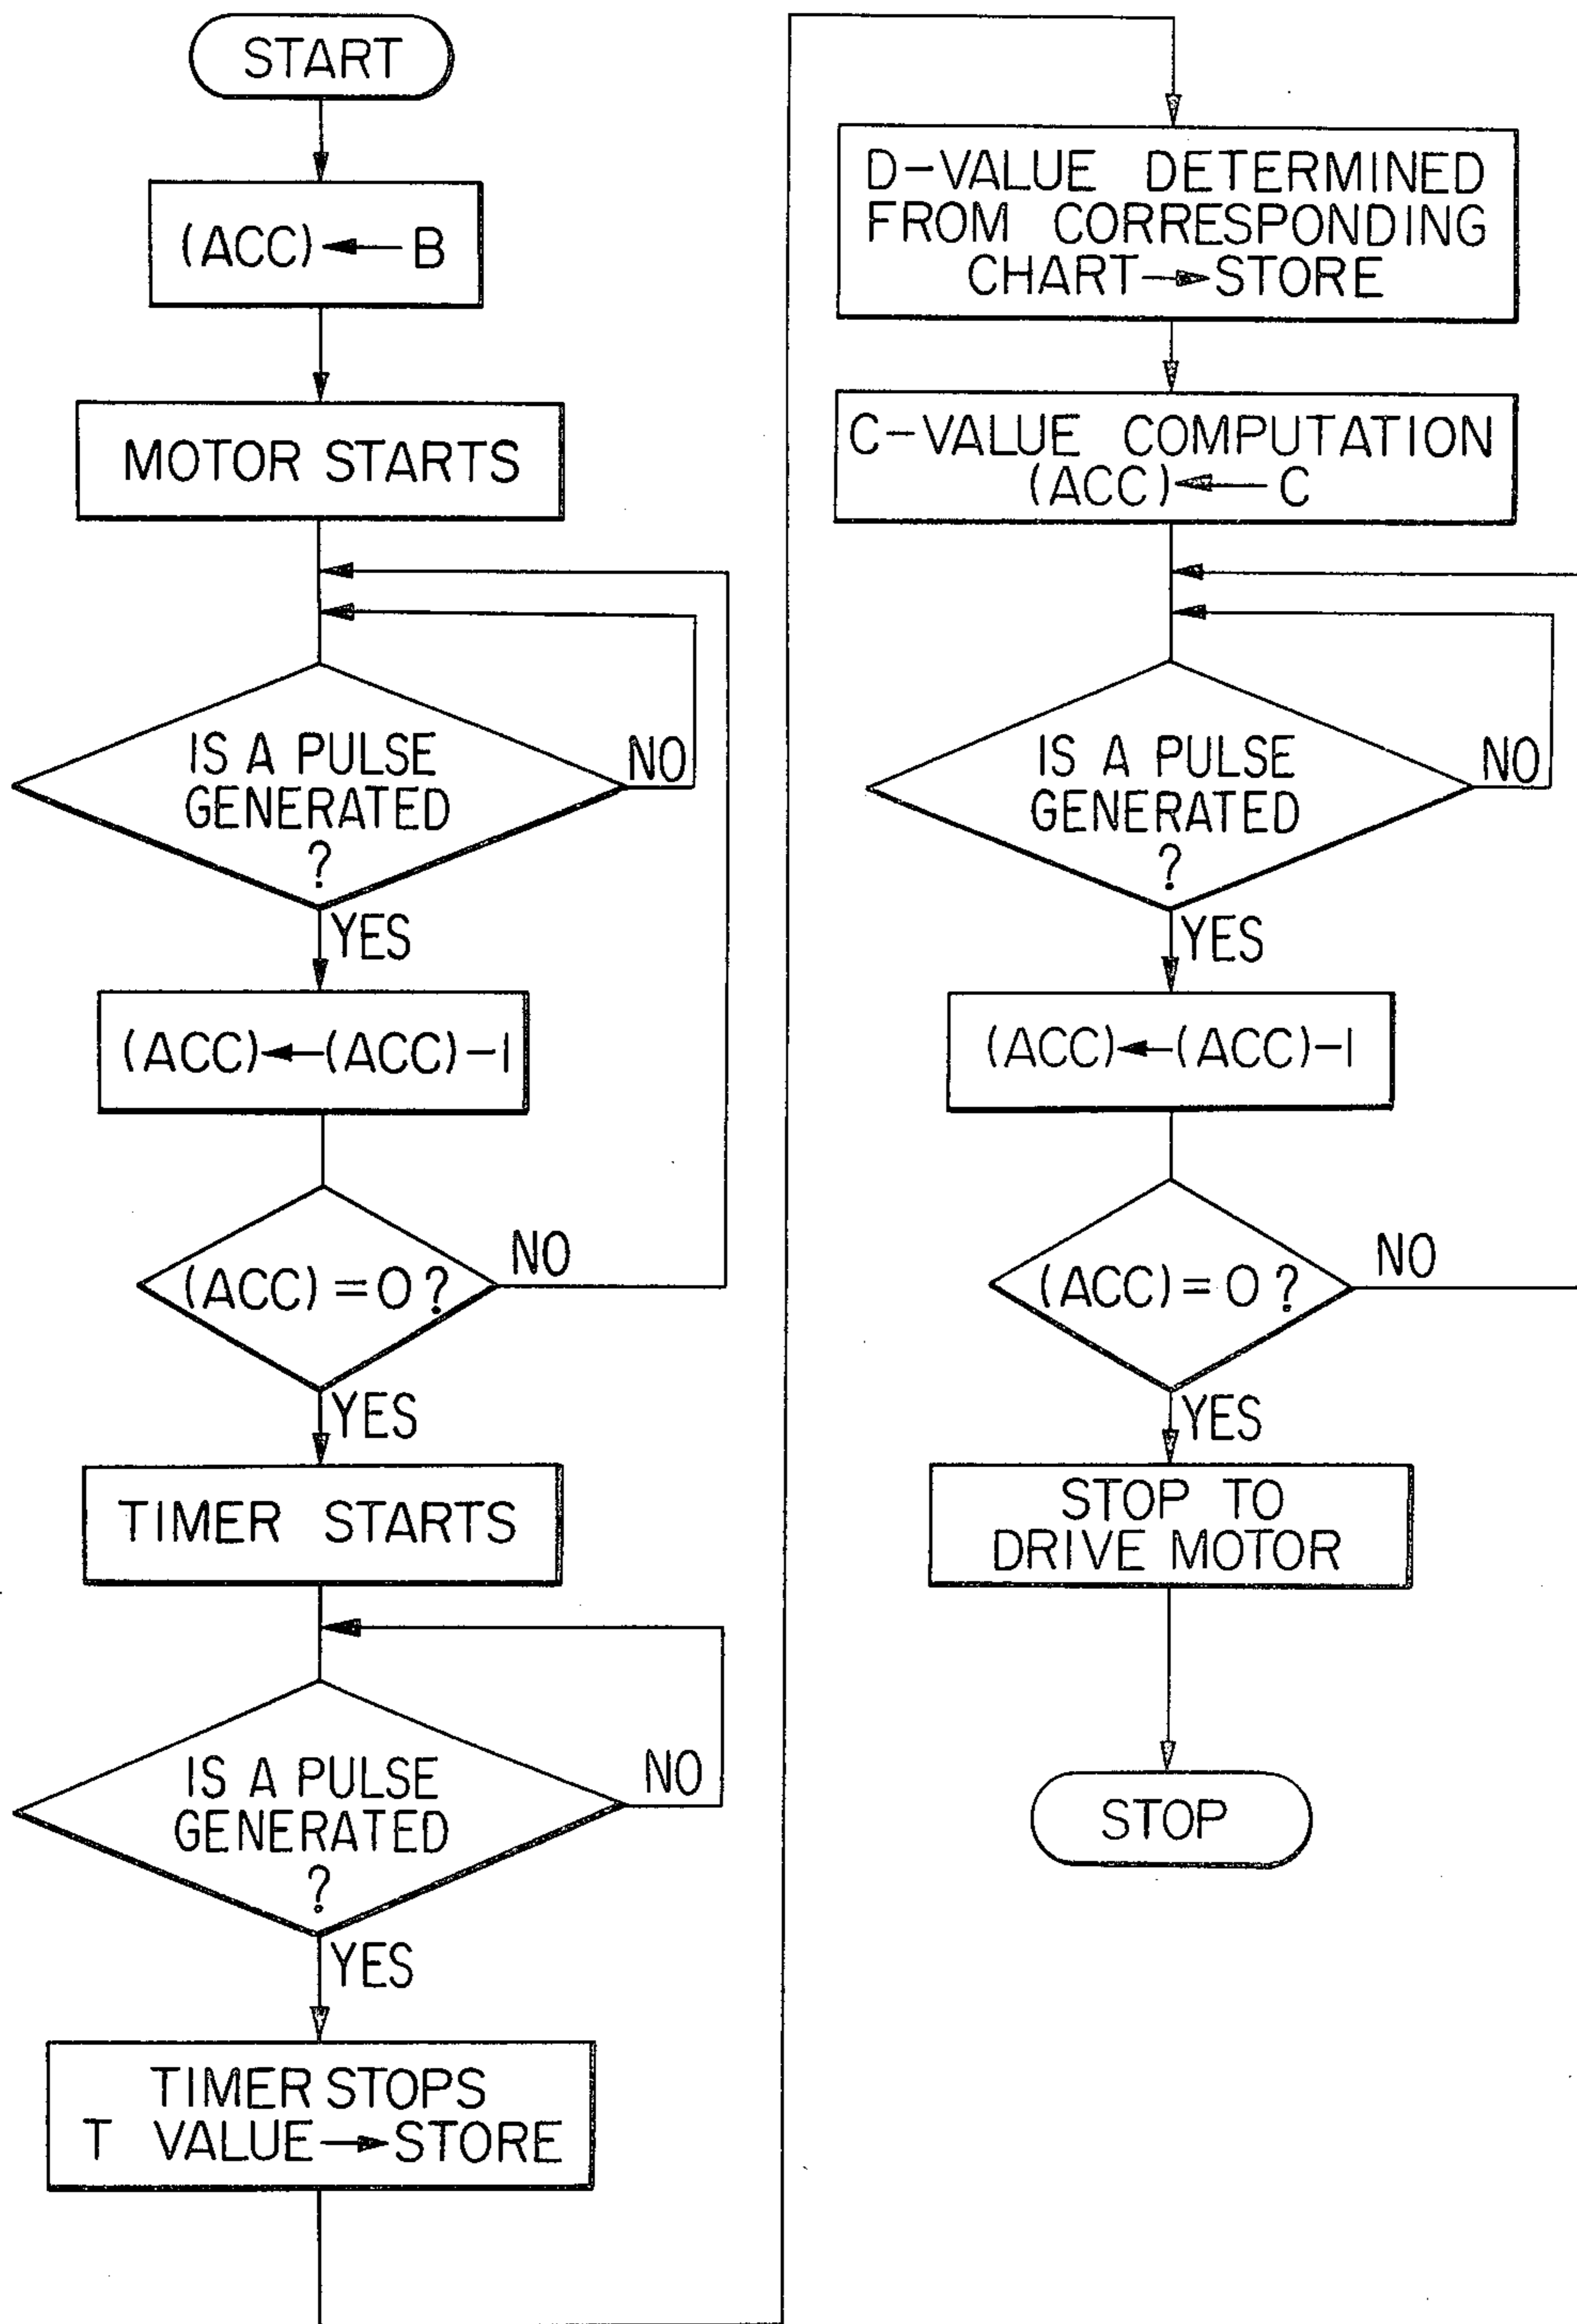 START
(ACC) ← B
MOTOR STARTS
IS A PULSE
GENERATED
?
NO
YES
(ACC)←(ACC)-1
(ACC)=0?
NO
YES
TIMER STARTS
IS A PULSE
GENERATED
?
NO
YES
TIMER STOPS
T VALUE→STORE
D-VALUE DETERMINED
FROM CORRESPONDING
CHART→STORE
C-VALUE COMPUTATION
(ACC)← C
IS A PULSE
GENERATED
?
NO
YES
(ACC)←(ACC)-1
(ACC)=0?
NO
YES
STOP TO
DRIVE MOTOR
STOP